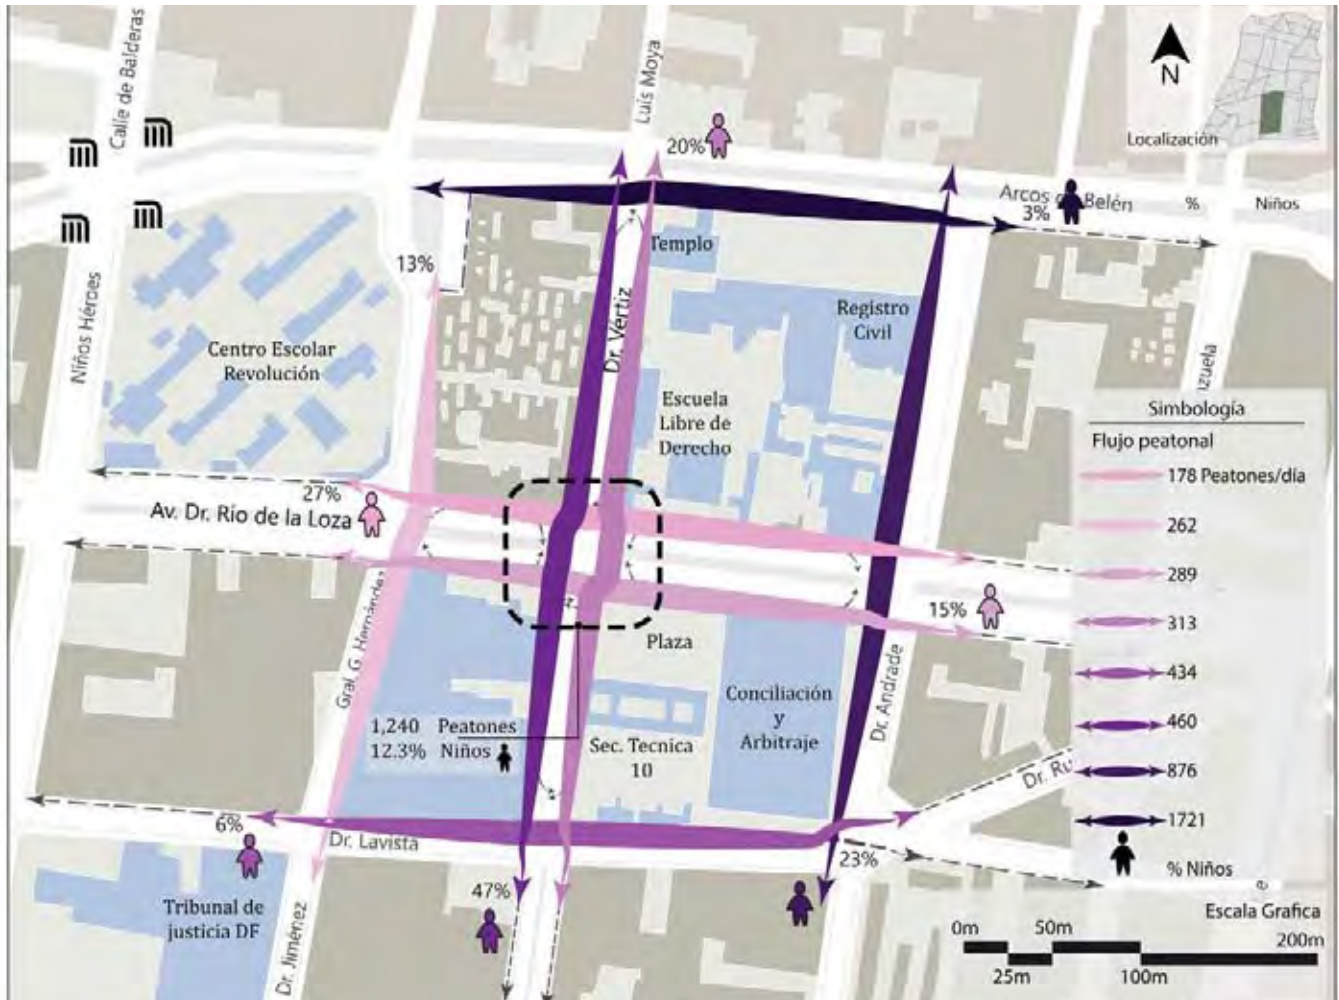 Calle de Balderas
Luis Moya
N
Localización
20%
Arcos
Belén
3%
%
Niños
Templo
13%
Niños Héroes
Dr. Vértiz
Registro
Civil
Centro Escolar
Revolución
Escuela
Libre de
Derecho
zuela
Simbología
Flujo peatonal
178 Peatones/día
262
289
313
434
460
876
1721
% Niños
27%
Av. Dr. Río de la Loza
15%
Gral. G. Hernández
Plaza
Conciliación
y
Arbitraje
Dr. Andrade
1,240 Peatones
12.3% Niños
Sec. Tecnica
10
Dr. Ru
6%
Dr. Lavista
23%
47%
Tribunal de
justicia DF
Dr. Jiménez
e
Escala Grafica
0m
50m
200m
25m
100m